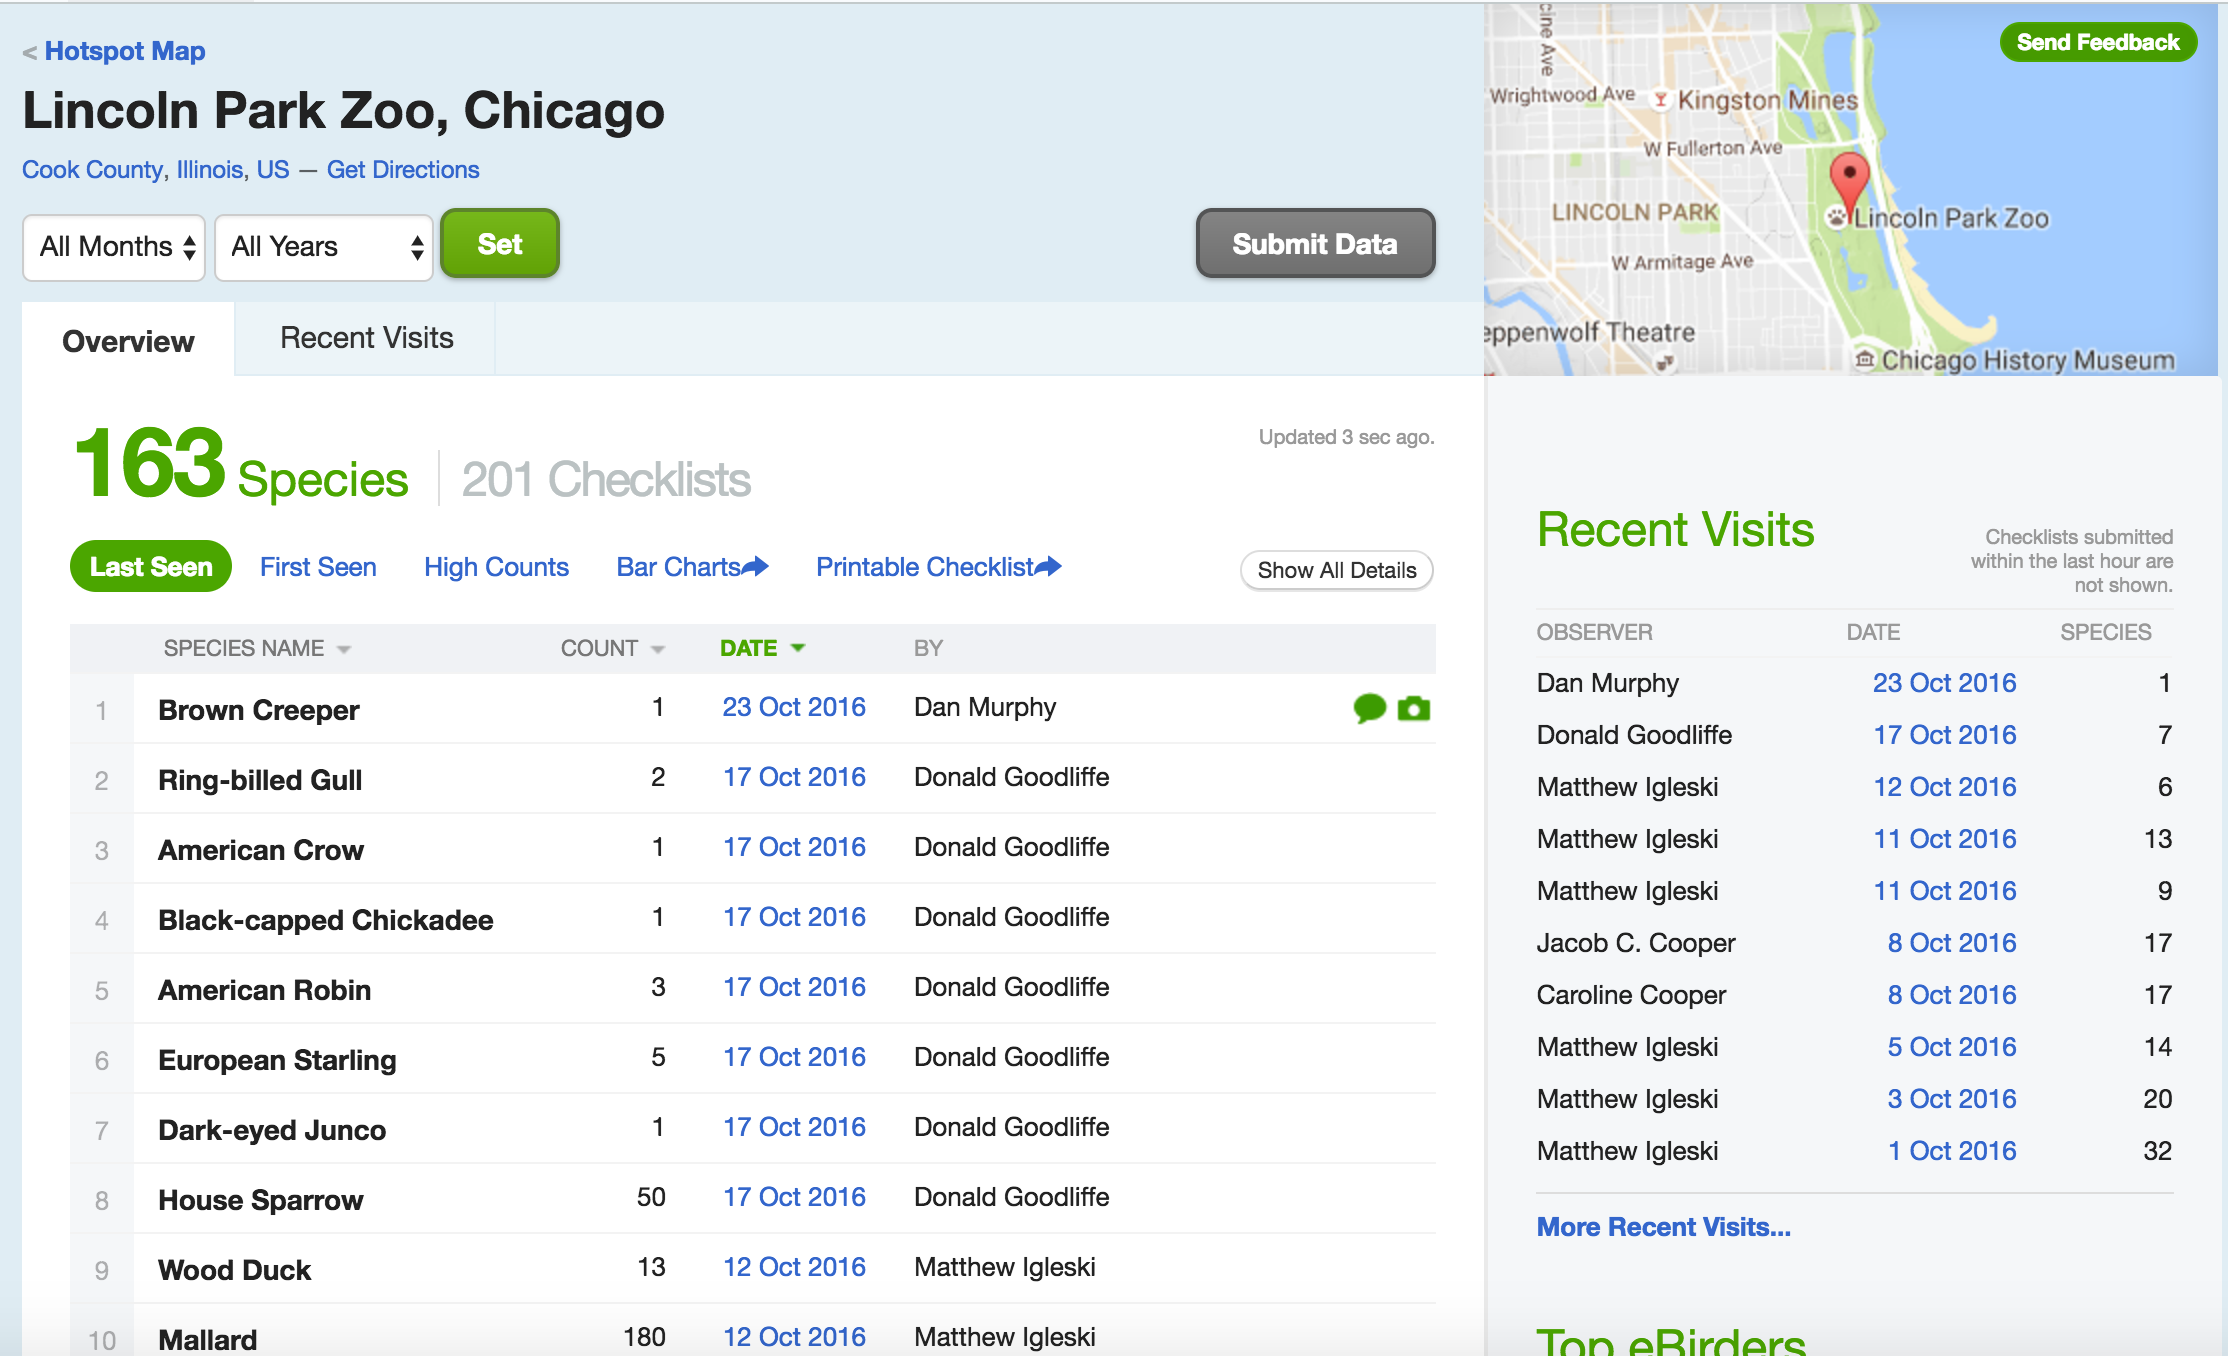 < Hotspot Map
Lincoln Park Zoo, Chicago
Cook County, Illinois, US — Get Directions
All Months
All Years
Set
Submit Data
Overview
Recent Visits
163 Species
201 Checklists
Updated 3 sec ago.
Last Seen
First Seen
High Counts
Bar Charts
Printable Checklist
Show All Details
SPECIES NAME COUNT DATE BY
1 Brown Creeper 1 23 Oct 2016 Dan Murphy
2 Ring-billed Gull 2 17 Oct 2016 Donald Goodliffe
3 American Crow 1 17 Oct 2016 Donald Goodliffe
4 Black-capped Chickadee 1 17 Oct 2016 Donald Goodliffe
5 American Robin 3 17 Oct 2016 Donald Goodliffe
6 European Starling 5 17 Oct 2016 Donald Goodliffe
7 Dark-eyed Junco 1 17 Oct 2016 Donald Goodliffe
8 House Sparrow 50 17 Oct 2016 Donald Goodliffe
9 Wood Duck 13 12 Oct 2016 Matthew Igleski
10 Mallard 180 12 Oct 2016 Matthew Igleski
Send Feedback
cine Ave
Wrightwood Ave
Kingston Mines
W Fullerton Ave
LINCOLN PARK
Lincoln Park Zoo
W Armitage Ave
eppenwolf Theatre
Chicago History Museum
Recent Visits
Checklists submitted
within the last hour are
not shown.
OBSERVER DATE SPECIES
Dan Murphy 23 Oct 2016 1
Donald Goodliffe 17 Oct 2016 7
Matthew Igleski 12 Oct 2016 6
Matthew Igleski 11 Oct 2016 13
Matthew Igleski 11 Oct 2016 9
Jacob C. Cooper 8 Oct 2016 17
Caroline Cooper 8 Oct 2016 17
Matthew Igleski 5 Oct 2016 14
Matthew Igleski 3 Oct 2016 20
Matthew Igleski 1 Oct 2016 32
More Recent Visits...
Top eBirders